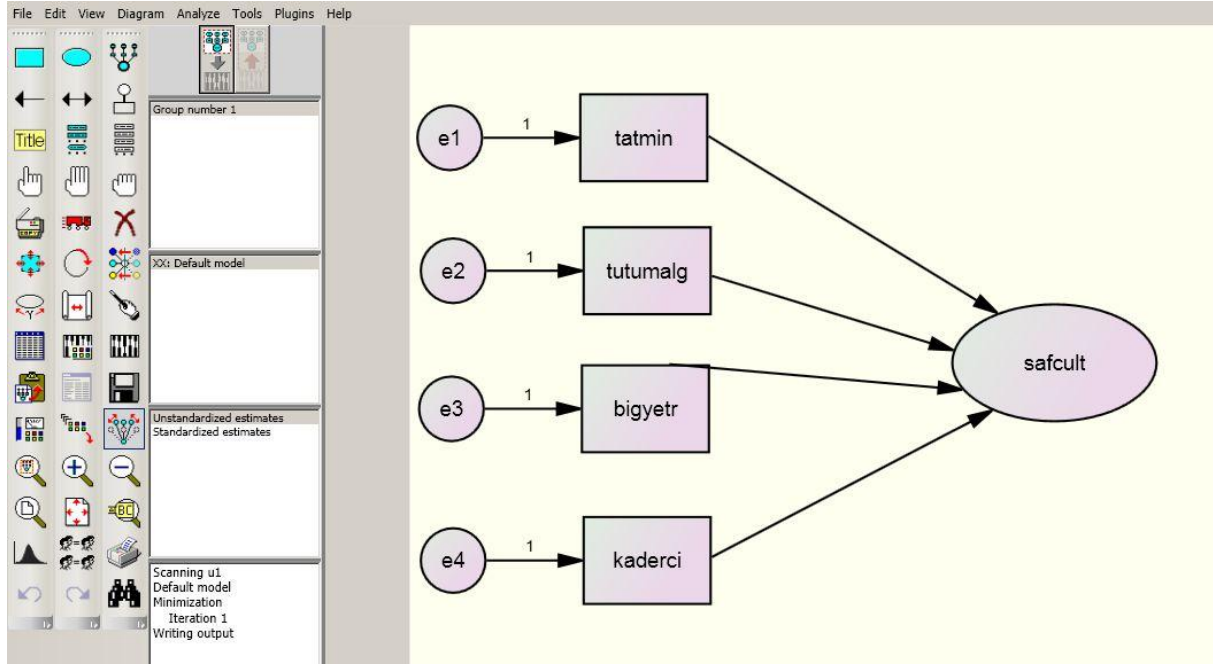 File Edit View Diagram Analyze Tools Plugins Help
Title
Group number 1
XX: Default model
Unstandardized estimates
Standardized estimates
Scanning u1
Default model
Minimization
Iteration 1
Writing output
e1 1 tatmin
e2 1 tutumalg
e3 1 bigyetr
e4 1 kaderci
safcult